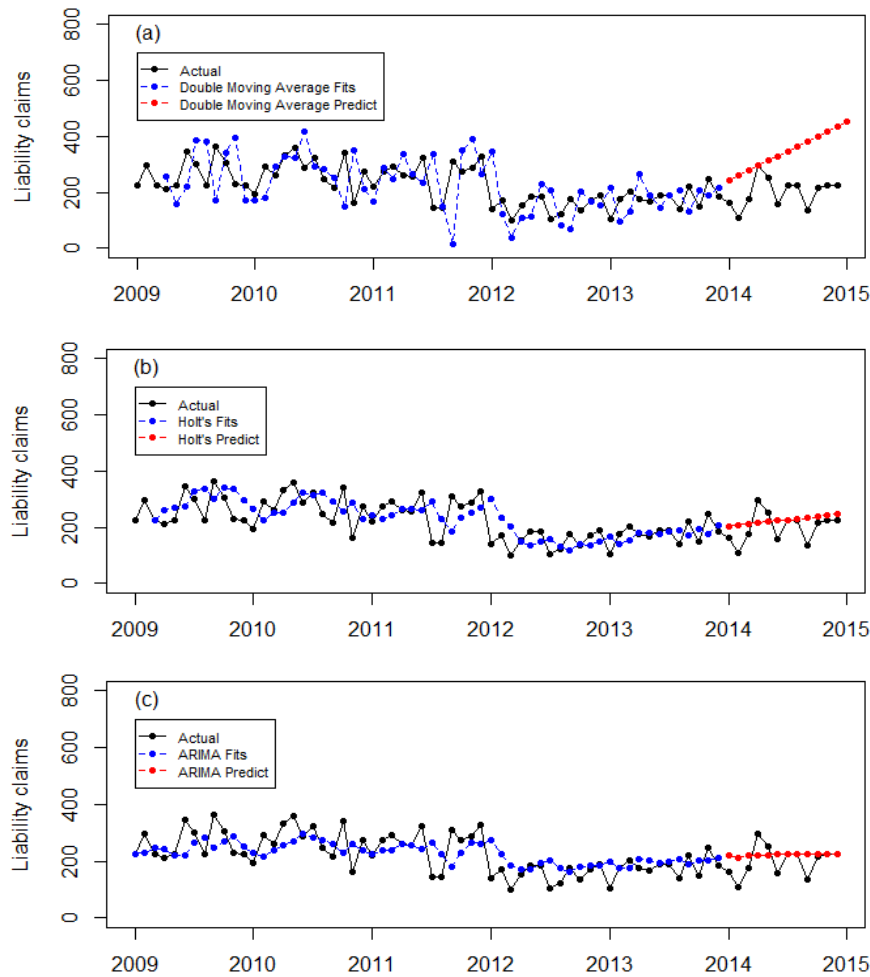 (a)
Actual
Double Moving Average Fits
Double Moving Average Predict
Liability claims
800
600
400
200
0
2009 2010 2011 2012 2013 2014 2015
(b)
Actual
Holt's Fits
Holt's Predict
Liability claims
800
600
400
200
0
2009 2010 2011 2012 2013 2014 2015
(c)
Actual
ARIMA Fits
ARIMA Predict
Liability claims
800
600
400
200
0
2009 2010 2011 2012 2013 2014 2015